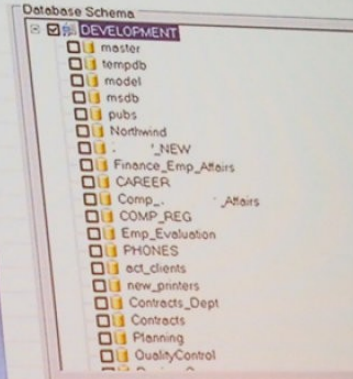 Database Schema
DEVELOPMENT
master
tempdb
model
msdb
pubs
Northwind
_NEW
Finance_Emp_Affairs
CAREER
Comp_. _Affairs
COMP_REG
Emp_Evaluation
PHONES
act_clients
new_printers
Contracts_Dept
Contracts
Planning
QualityControl